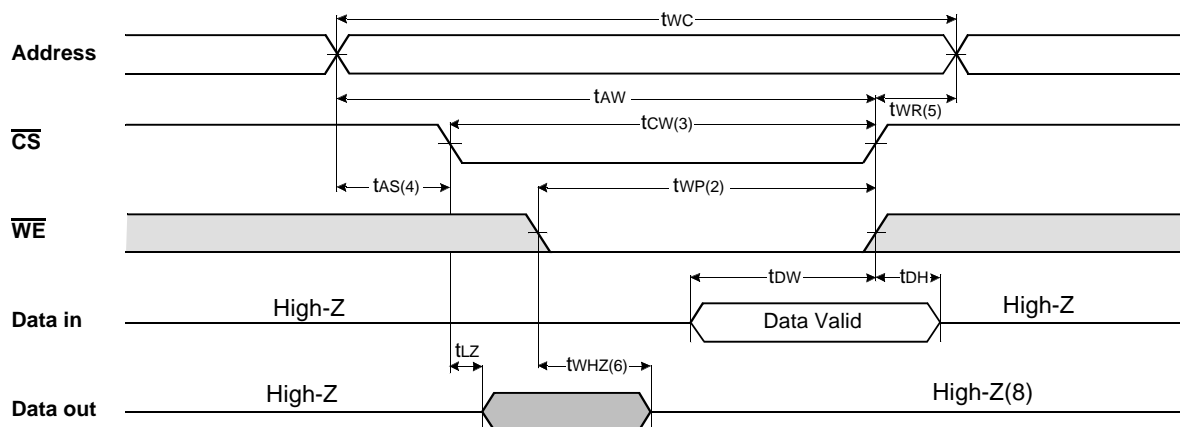 tWC
Address
tAW
tWR(5)
tCW(3)
CS
tAS(4)
tWP(2)
WE
tDW
tDH
High-Z
Data Valid
High-Z
Data in
tLZ
tWHZ(6)
High-Z
High-Z(8)
Data out